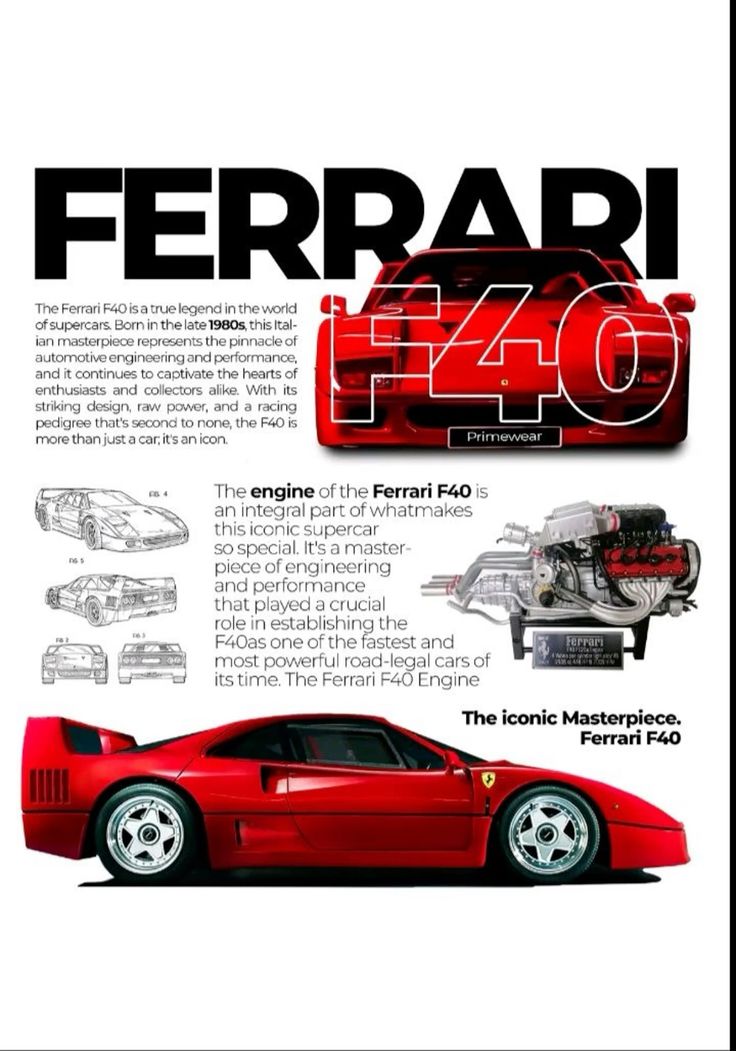 FERRARI
F40
Primewear
The Ferrari F40 is a true legend in the world
of supercars. Born in the late 1980s, this Ital-
ian masterpiece represents the pinnacle of
automotive engineering and performance,
and it continues to captivate the hearts of
enthusiasts and collectors alike. With its
striking design, raw power, and a racing
pedigree that's second to none, the F40 is
more than just a car, it's an icon.
FIG. 4
FIG. 5
FIG. 2
FIG. 3
The engine of the Ferrari F40 is
an integral part of whatmakes
this iconic supercar
so special. It's a master-
piece of engineering
and performance
that played a crucial
role in establishing the
F40as one of the fastest and
most powerful road-legal cars of
its time. The Ferrari F40 Engine
Ferrari
The iconic Masterpiece.
Ferrari F40